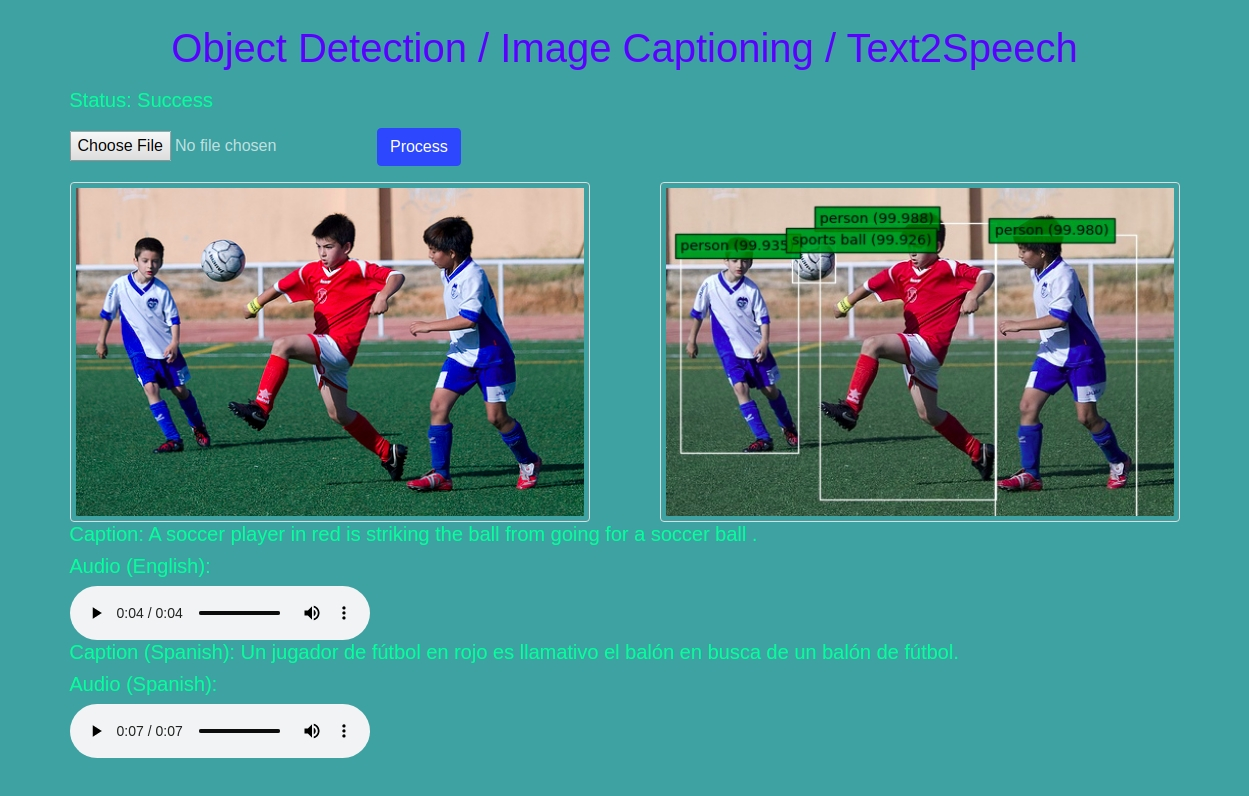 Object Detection / Image Captioning / Text2Speech
Status: Success
Choose File No file chosen
Process
person (99.988)
person (99.935
sports ball (99.926)
person (99.980)
Caption: A soccer player in red is striking the ball from going for a soccer ball .
Audio (English):
0:04 / 0:04
Caption (Spanish): Un jugador de fútbol en rojo es llamativo el balón en busca de un balón de fútbol.
Audio (Spanish):
0:07 / 0:07